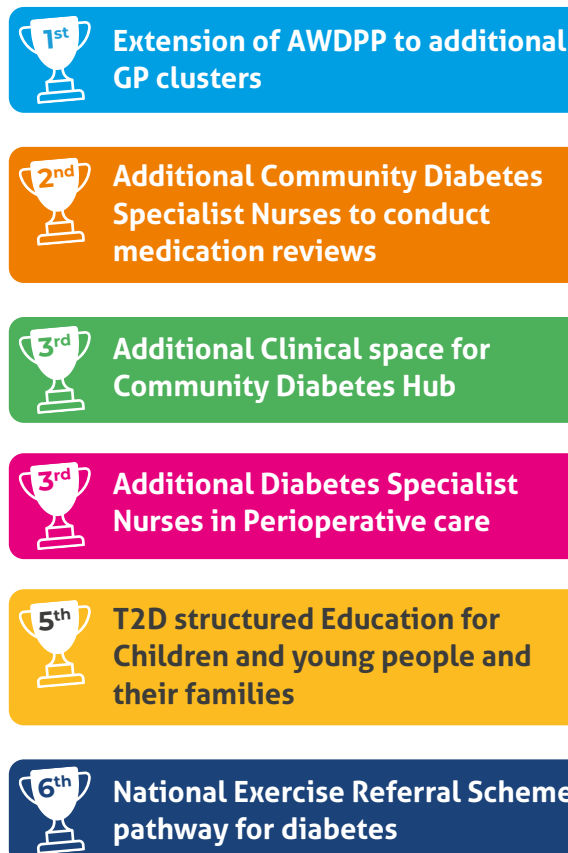 1st
Extension of AWDPP to additional
GP clusters
2nd
Additional Community Diabetes
Specialist Nurses to conduct
medication reviews
3rd
Additional Clinical space for
Community Diabetes Hub
3rd
Additional Diabetes Specialist
Nurses in Perioperative care
5th
T2D structured Education for
Children and young people and
their families
6th
National Exercise Referral Scheme
pathway for diabetes